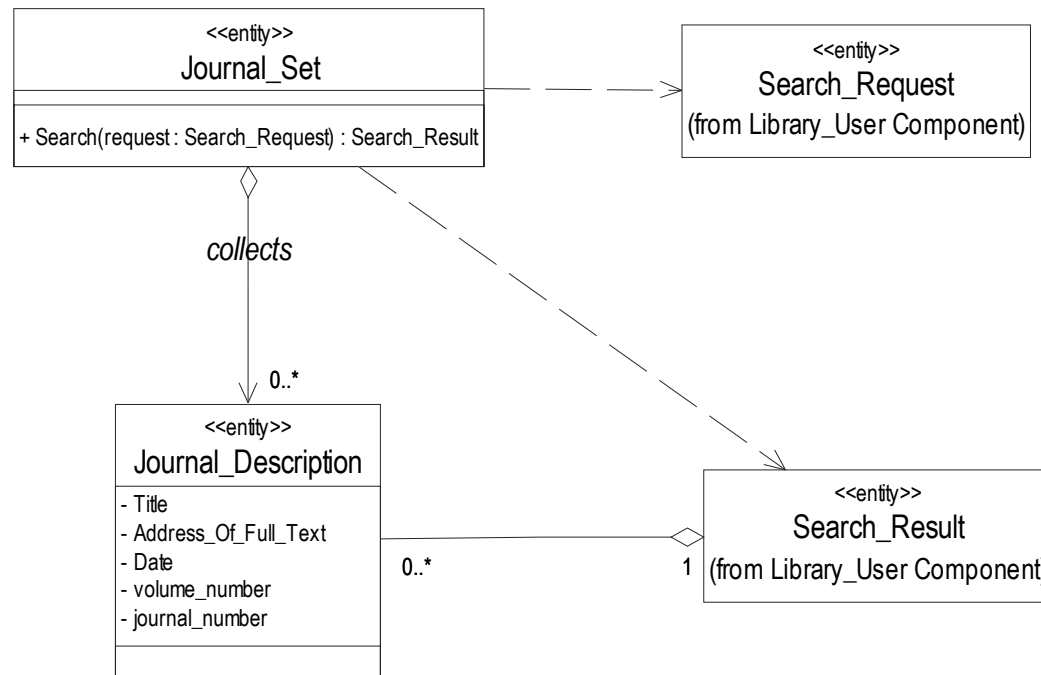 <<entity>>
Journal_Set
+ Search(request : Search_Request) : Search_Result
<<entity>>
Search_Request
(from Library_User Component)
collects
0..*
<<entity>>
Journal_Description
- Title
- Address_Of_Full_Text
- Date
- volume_number
- journal_number
0..*
1
<<entity>>
Search_Result
(from Library_User Component)